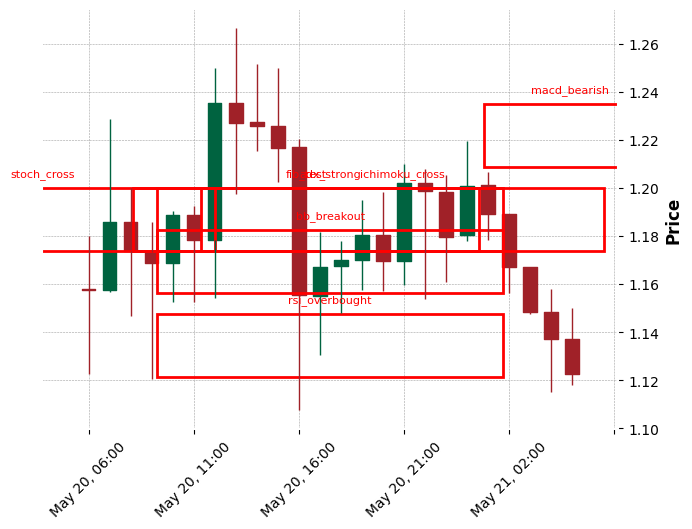 1.26
1.24
macd_bearish
1.22
stoch_cross
1.20
b_breakout
1.18
Price
1.16
rsi_overbought
1.14
1.12
1.10
May 20, 06:00
May 20, 11:00
May 20, 16:00
May 20, 21:00
May 21, 02:00